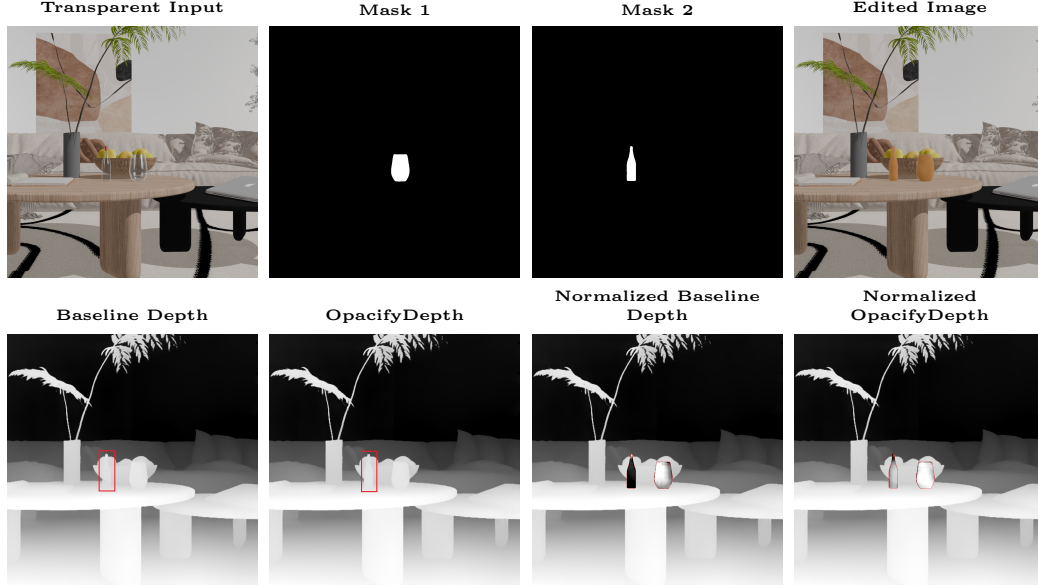 Transparent Input
Mask 1
Mask 2
Edited Image
Baseline Depth
OpacifyDepth
Normalized Baseline
Depth
Normalized
OpacifyDepth